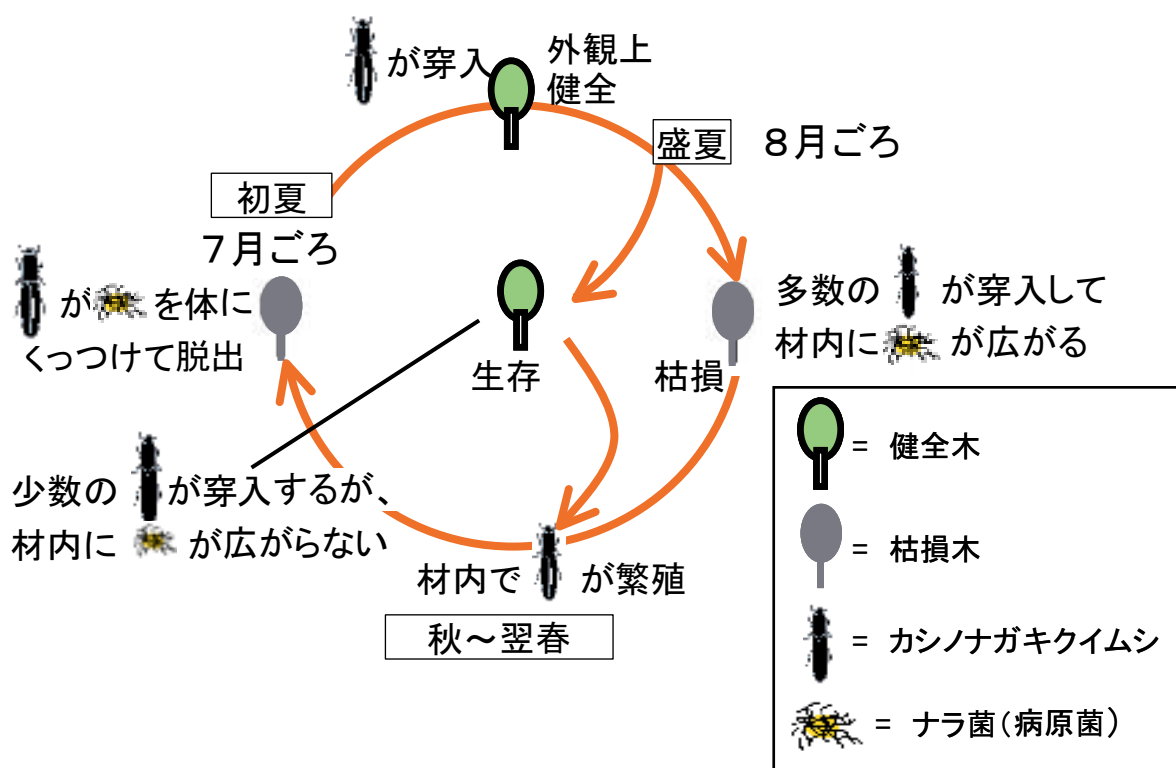 が穿入
外観上
健全
盛夏
８月ごろ
初夏
７月ごろ
が を体に
くっつけて脱出
生存
枯損
多数の が穿入して
材内に が広がる
少数の が穿入するが、
材内に が広がらない
材内で が繁殖
秋～翌春
= 健全木
= 枯損木
= カシノナガキクイムシ
= ナラ菌（病原菌）